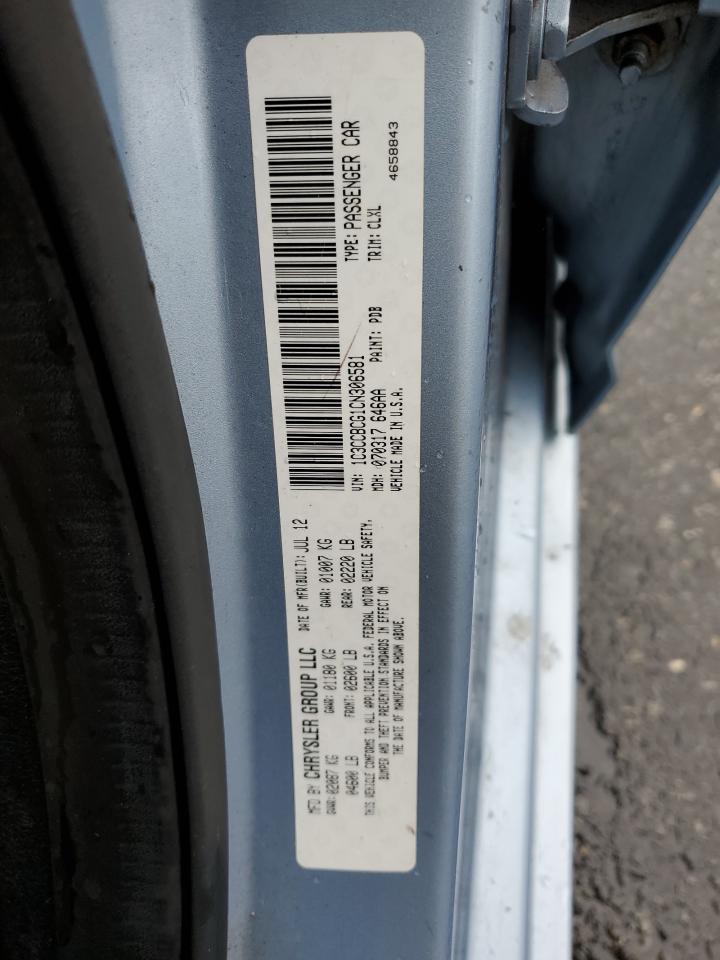 MFD BY CHRYSLER GROUP LLC DATE OF MFR(BUILT): JUL 12
GVWR: 02087 KG GAWR: 01180 KG GAWR: 01007 KG
04600 LB FRONT: 02600 LB REAR: 02220 LB
THIS VEHICLE CONFORMS TO ALL APPLICABLE U.S.A. FEDERAL MOTOR VEHICLE SAFETY,
BUMPER AND THEFT PREVENTION STANDARDS IN EFFECT ON
THE DATE OF MANUFACTURE SHOWN ABOVE.
VIN: 1C3CCBCG1CN306581 TYPE: PASSENGER CAR
MDH: 070317 646AA PAINT: PDB TRIM: CLXL
VEHICLE MADE IN U.S.A. 4658843